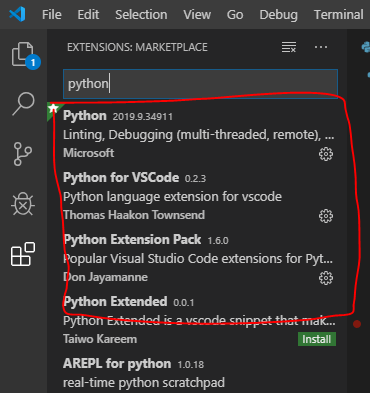 File Edit Selection View Go Debug Terminal
EXTENSIONS: MARKETPLACE
python
Python 2019.9.34911
Linting, Debugging (multi-threaded, remote), ...
Microsoft
Python for VSCode 0.2.3
Python language extension for vscode
Thomas Haakon Townsend
Python Extension Pack 1.6.0
Popular Visual Studio Code extensions for Pyt...
Don Jayamanne
Python Extended 0.0.1
Python Extended is a vscode snippet that mak...
Taiwo Kareem Install
AREPL for python 1.0.18
real-time python scratchpad
1